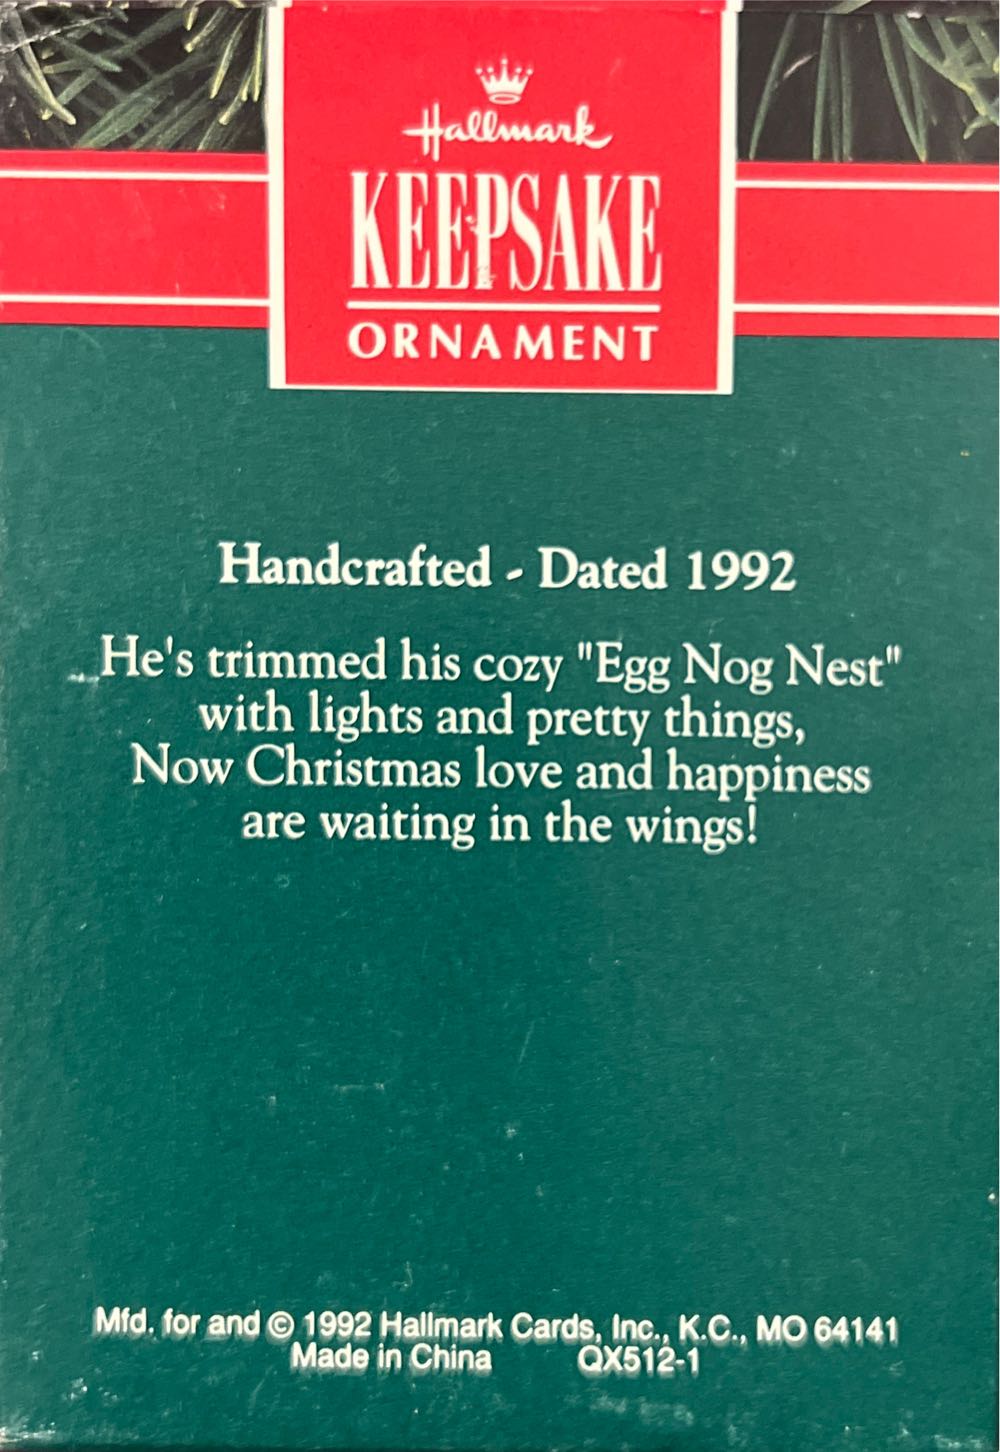 Hallmark
KEEPSAKE
ORNAMENT
Handcrafted - Dated 1992
He's trimmed his cozy "Egg Nog Nest"
with lights and pretty things,
Now Christmas love and happiness
are waiting in the wings!
Mfd. for and © 1992 Hallmark Cards, Inc., K.C., MO 64141
Made in China QX512-1